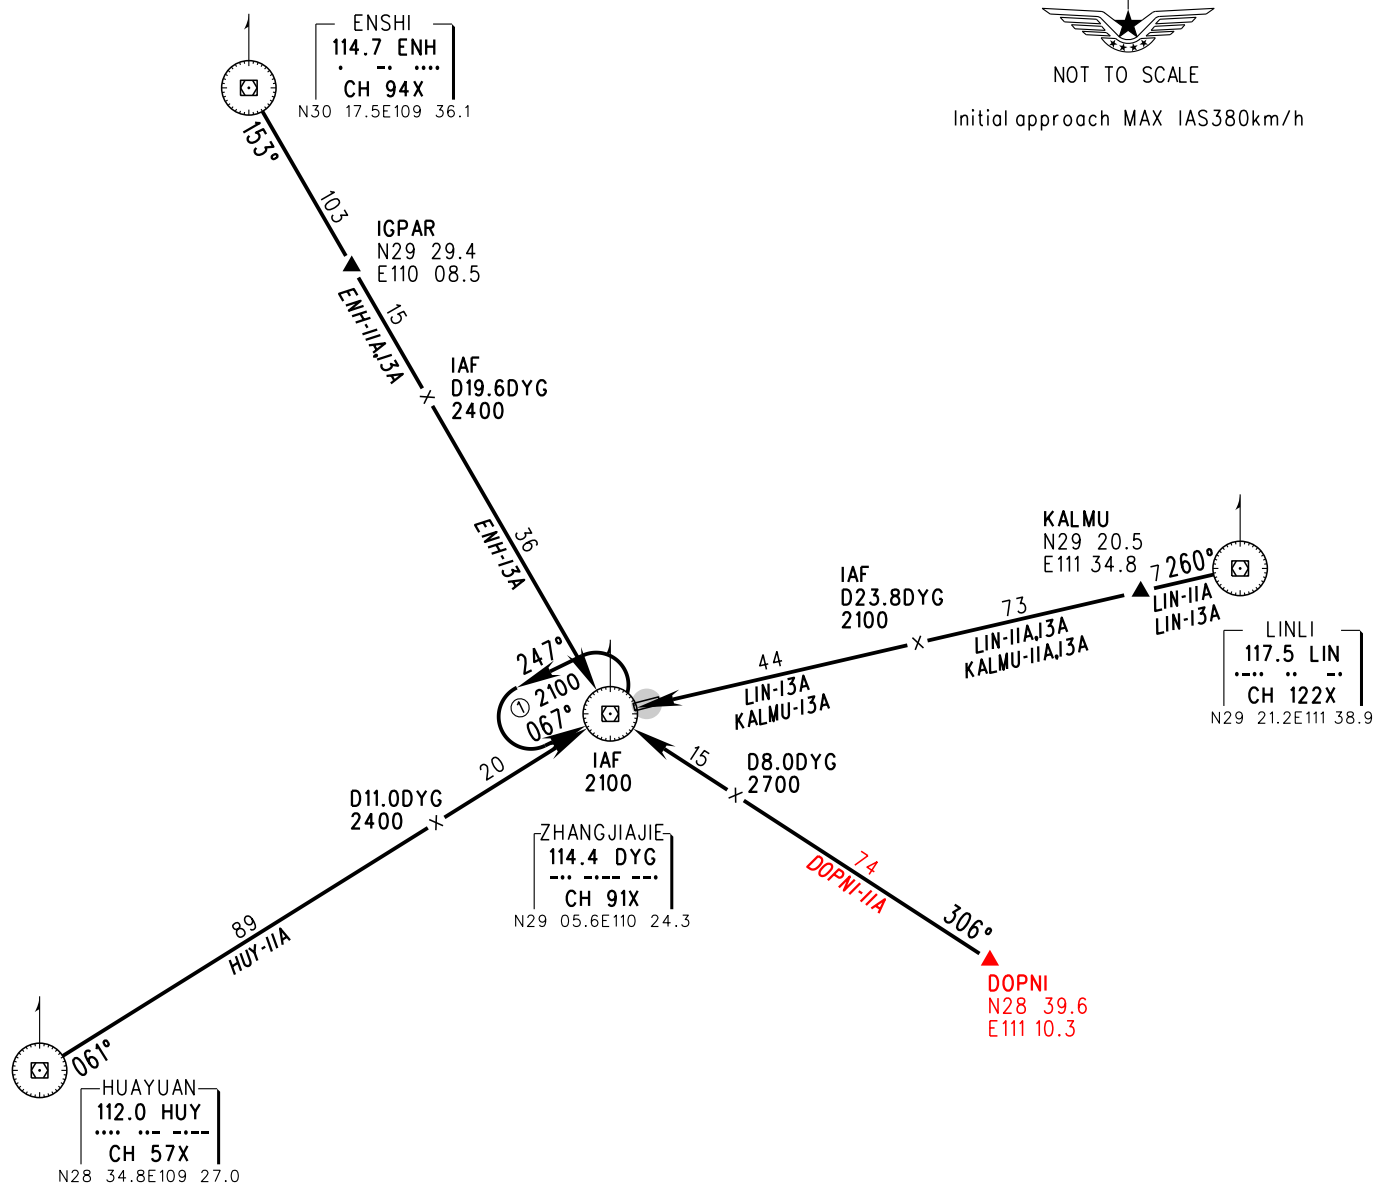 ENSHI
114.7 ENH
CH 94X
N30 17.5E109 36.1
NOT TO SCALE
Initial approach MAX IAS380km/h
153°
103
IGPAR
N29 29.4
E110 08.5
15
ENH-11A,13A
IAF
D19.6DYG
2400
36
ENH-13A
KALMU
N29 20.5
E111 34.8
7
260°
LIN-11A
LIN-13A
LINLI
117.5 LIN
CH 122X
N29 21.2E111 38.9
IAF
D23.8DYG
2100
73
LIN-11A,13A
KALMU-11A,13A
44
LIN-13A
KALMU-13A
247°
① 2100
067°
IAF
2100
20
D11.0DYG
2400
15
D8.0DYG
2700
ZHANGJIAJIE
114.4 DYG
CH 91X
N29 05.6E110 24.3
74
DOPNI-11A
306°
DOPNI
N28 39.6
E111 10.3
89
HUY-11A
061°
HUAYUAN
112.0 HUY
CH 57X
N28 34.8E109 27.0